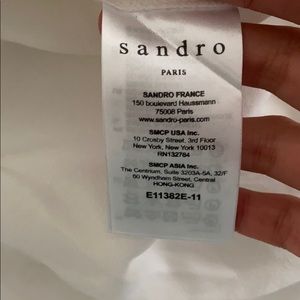 sandro
PARIS
SANDRO FRANCE
150 boulevard Haussmann
75008 Paris
www.sandro-paris.com
SMCP USA Inc.
10 Crosby Street, 3rd Floor
New York, New York 10013
RN132784
SMCP ASIA Inc.
The Centrium, Suite 3203A-5A, 32/F
60 Wyndham Street, Central
HONG-KONG
E11382E-11